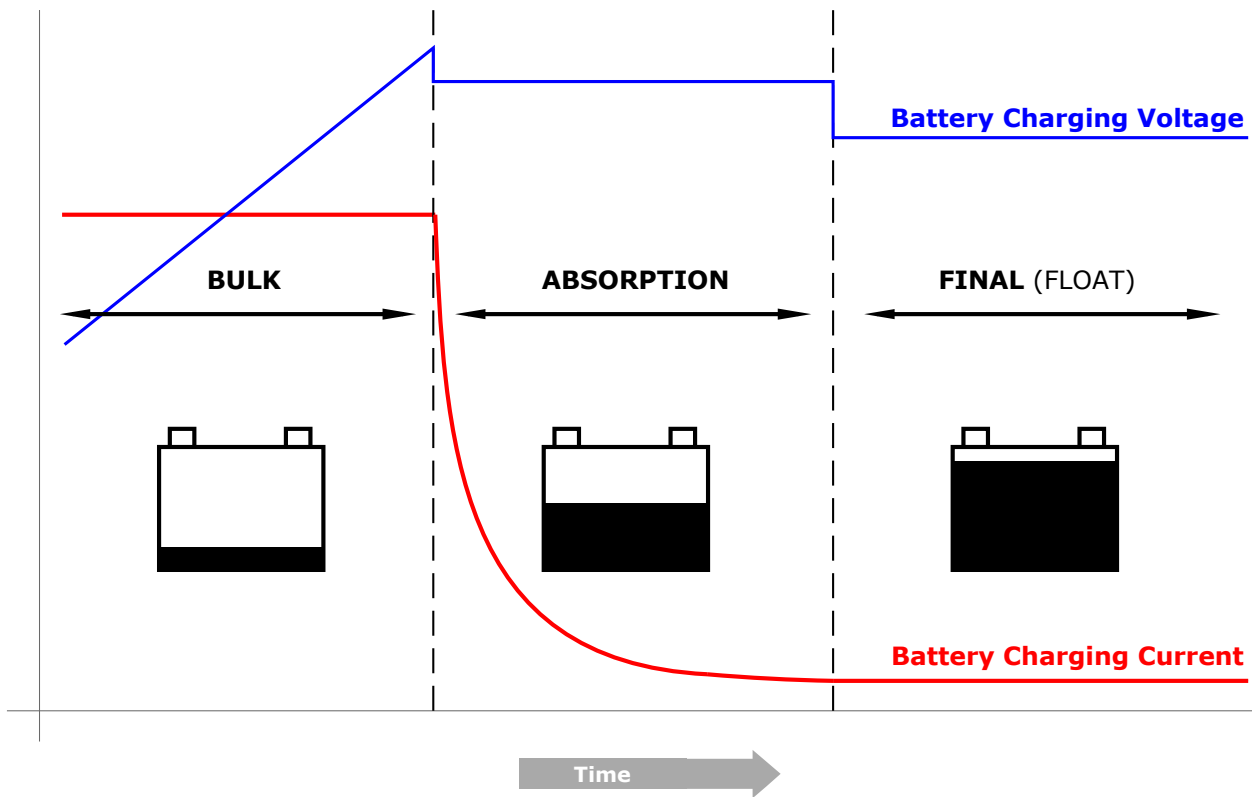 Battery Charging Voltage
BULK
ABSORPTION
FINAL (FLOAT)
Battery Charging Current
Time